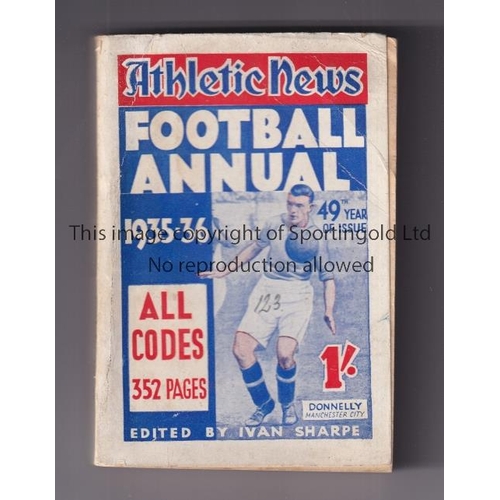 Athletic News
FOOTBALL
ANNUAL
1935-36
49TH YEAR
OF ISSUE
This image copyright of Sportingold Ltd
No reproduction allowed
123.
ALL
CODES
352 PAGES
1/-
DONNELLY
MANCHESTER CITY
EDITED BY IVAN SHARPE